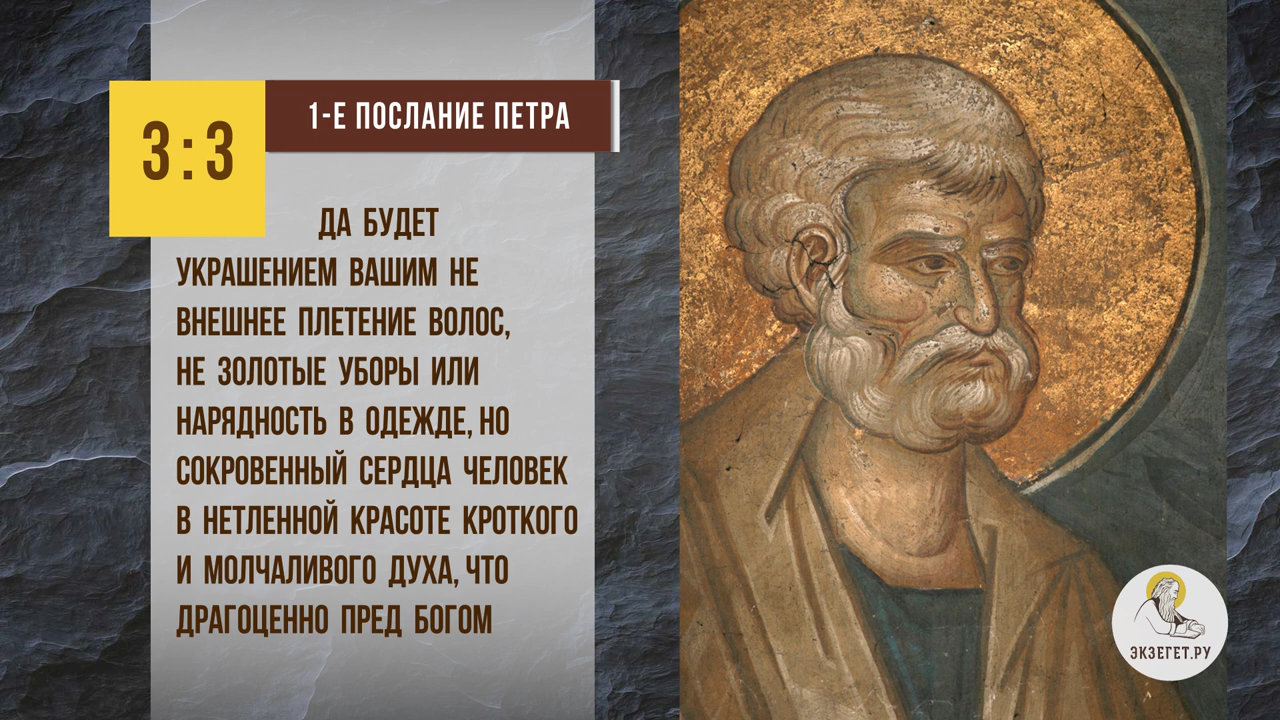 3:3
1-Е ПОСЛАНИЕ ПЕТРА
ДА БУДЕТ
УКРАШЕНИЕМ ВАШИМ НЕ
ВНЕШНЕЕ ПЛЕТЕНИЕ ВОЛОС,
НЕ ЗОЛОТЫЕ УБОРЫ ИЛИ
НАРЯДНОСТЬ В ОДЕЖДЕ, НО
СОКРОВЕННЫЙ СЕРДЦА ЧЕЛОВЕК
В НЕТЛЕННОЙ КРАСОТЕ КРОТКОГО
И МОЛЧАЛИВОГО ДУХА, ЧТО
ДРАГОЦЕННО ПРЕД БОГОМ
ЭКЗЕГЕТ.РУ